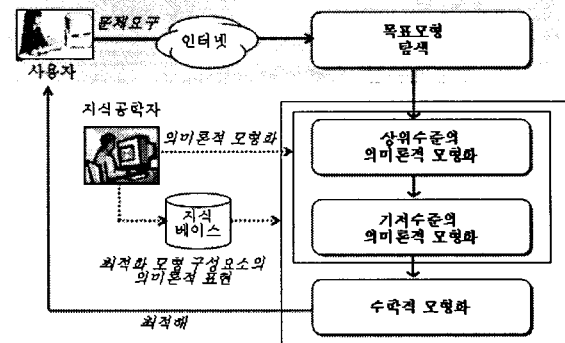 문제요구
인터넷
목표모형
탐색
사용자
지식공학자
의미론적 모형화
상위수준의
의미론적 모형화
지식
베이스
기저수준의
의미론적 모형화
최적화 모형 구성요소의
의미론적 표현
수학적 모형화
최적해